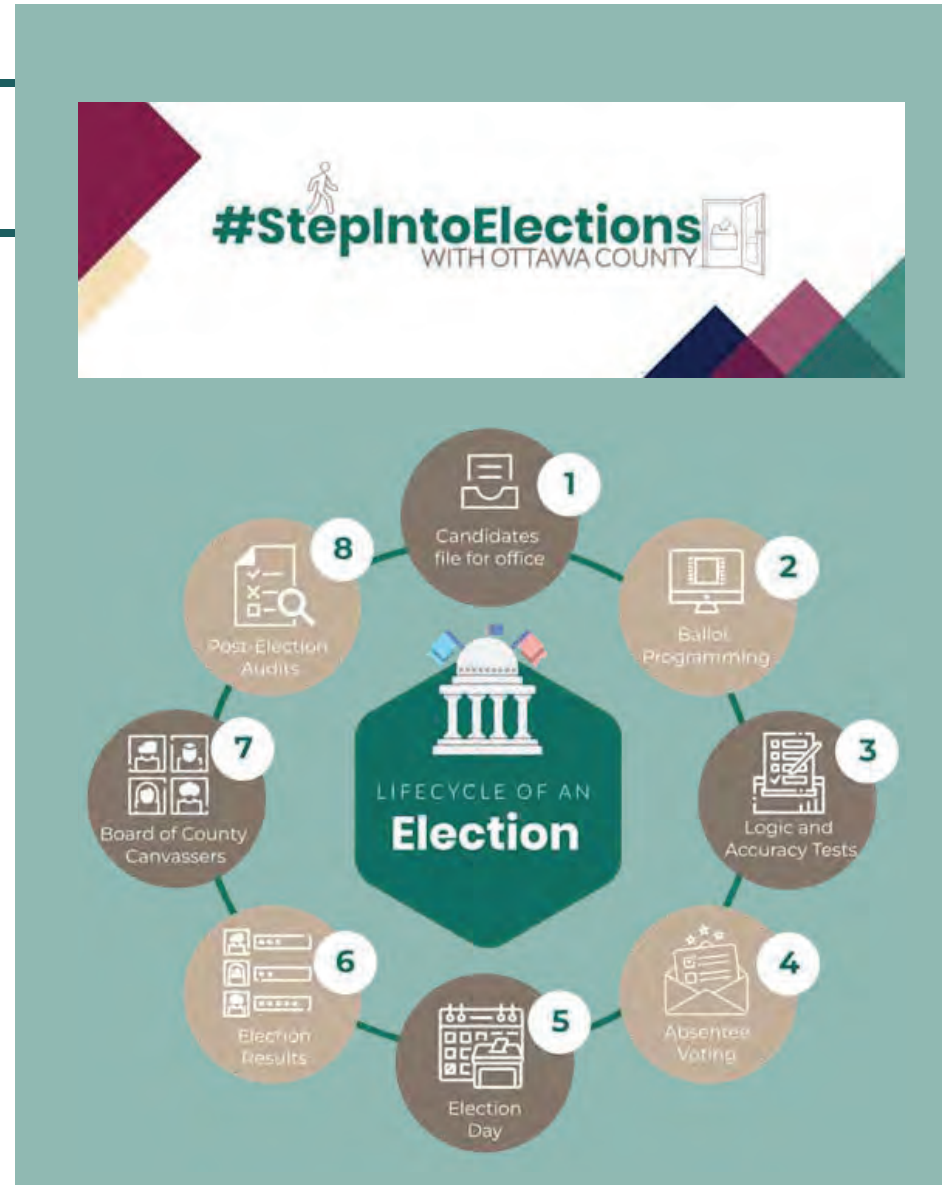 #StepIntoElections
WITH OTTAWA COUNTY
1
Candidates
file for office
2
Ballot
Programming
3
Logic and
Accuracy Tests
4
Absentee
Voting
5
Election
Day
6
Election
Results
7
Board of County
Canvassers
8
Post-Election
Audits
LIFECYCLE OF AN
Election